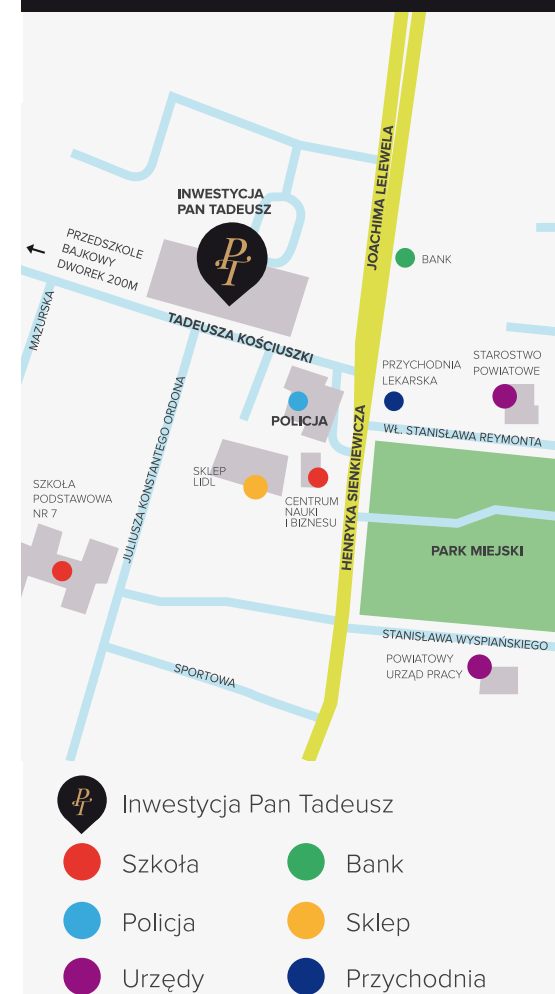 JOACHIMA LELEWELA
INWESTYCJA
PAN TADEUSZ
PT
PRZEDSZKOLE
BAJKOWY
DWOREK 200M
BANK
MAZURSKA
TADEUSZA KOŚCIUSZKI
STAROSTWO
POWIATOWE
PRZYCHODNIA
LEKARSKA
POLICJA
WŁ. STANISŁAWA REYMONTA
JULIUSZA KONSTANTEGO ORDONA
HENRYKA SIENKIEWICZA
SKLEP
LIDL
SZKOŁA
PODSTAWOWA
NR 7
CENTRUM
NAUKI
I BIZNESU
PARK MIEJSKI
STANISŁAWA WYSPIAŃSKIEGO
POWIATOWY
URZĄD PRACY
SPORTOWA
PT
Inwestycja Pan Tadeusz
Szkoła
Bank
Policja
Sklep
Urzędy
Przychodnia